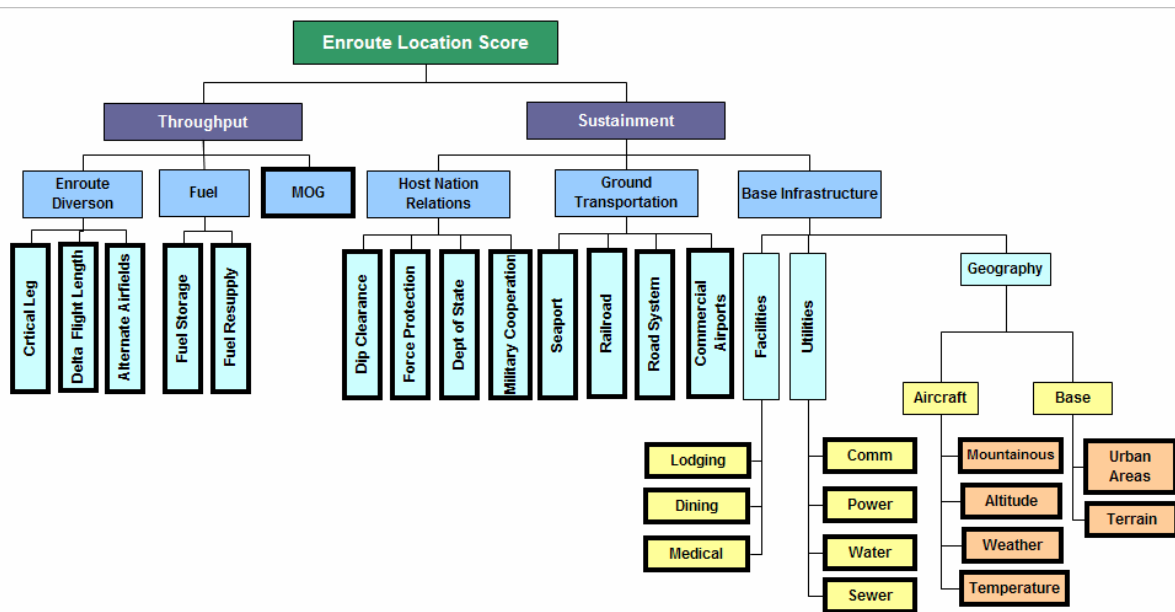 Enroute Location Score
Throughput
Sustainment
Enroute
Diverson
Fuel
MOG
Host Nation
Relations
Ground
Transportation
Base Infrastructure
Critical Leg
Delta Flight Length
Alternate Airfields
Fuel Storage
Fuel Resupply
Dip Clearance
Force Protection
Dept of State
Military Cooperation
Seaport
Railroad
Road System
Commercial
Airports
Facilities
Utilities
Geography
Aircraft
Base
Lodging
Dining
Medical
Comm
Power
Water
Sewer
Mountainous
Altitude
Weather
Temperature
Urban
Areas
Terrain